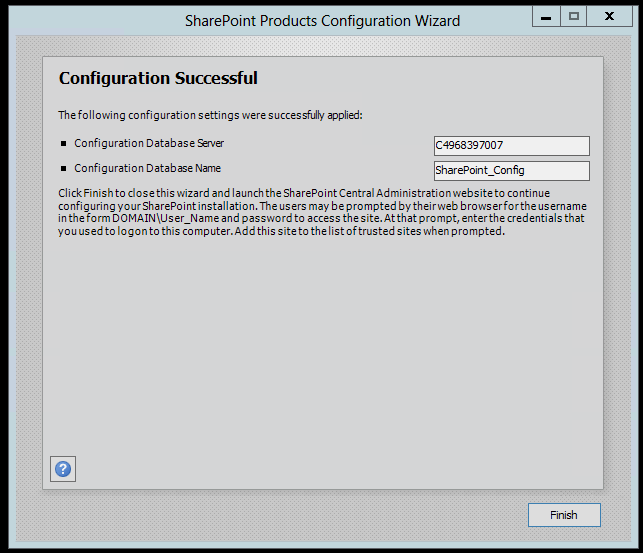 SharePoint Products Configuration Wizard
Configuration Successful
The following configuration settings were successfully applied:
Configuration Database Server
C4968397007
Configuration Database Name
SharePoint_Config
Click Finish to close this wizard and launch the SharePoint Central Administration website to continue
configuring your SharePoint installation. The users may be prompted by their web browser for the username
in the form DOMAIN\User_Name and password to access the site. At that prompt, enter the credentials that
you used to logon to this computer. Add this site to the list of trusted sites when prompted.
?
Finish